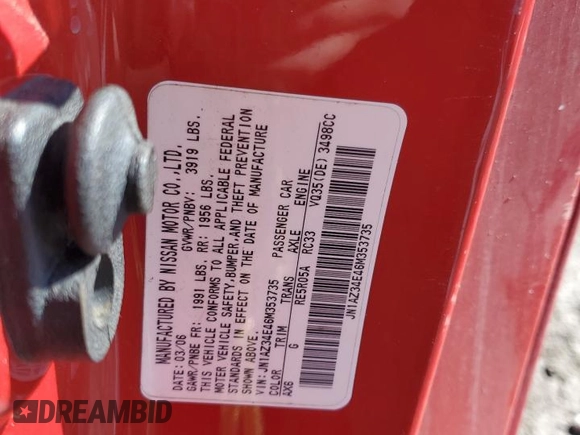 MANUFACTURED BY NISSAN MOTOR CO.,LTD.
DATE: 03/06 GVWR/PNBV: 3919 LBS.
GAWR/PNBE FR: 1991 LBS. RR: 1958 LBS.
THIS VEHICLE CONFORMS TO ALL APPLICABLE FEDERAL
MOTOR VEHICLE SAFETY,BUMPER,AND THEFT PREVENTION
STANDARDS IN EFFECT ON THE DATE OF MANUFACTURE
SHOWN ABOVE.
VIN: JN1AZ34E46M353735 PASSENGER CAR
COLOR TRIM TRANS AXLE ENGINE
AX6 G RE5R05A RC33 VQ35(DE) 3498CC
JN1AZ34E46M353735
DREAMBID